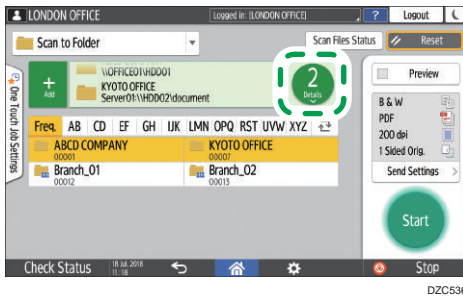 LONDON OFFICE
Logged in: [LONDON OFFICE]
?
Logout
Scan to Folder
Scan Files Status
Reset
One Touch Job Settings
Add
\\OFFICE01\HDD01
KYOTO OFFICE
Server01:\HDD02\document
2
Details
Preview
B & W
PDF
200 dpi
1 Sided Orig.
Send Settings
Freq. AB CD EF GH IJK LMN OPQ RST UVW XYZ
ABCD COMPANY
00001
KYOTO OFFICE
00007
Branch_01
00012
Branch_02
00013
Start
Check Status
18 Jul. 2018
11:18
Stop
DZC536